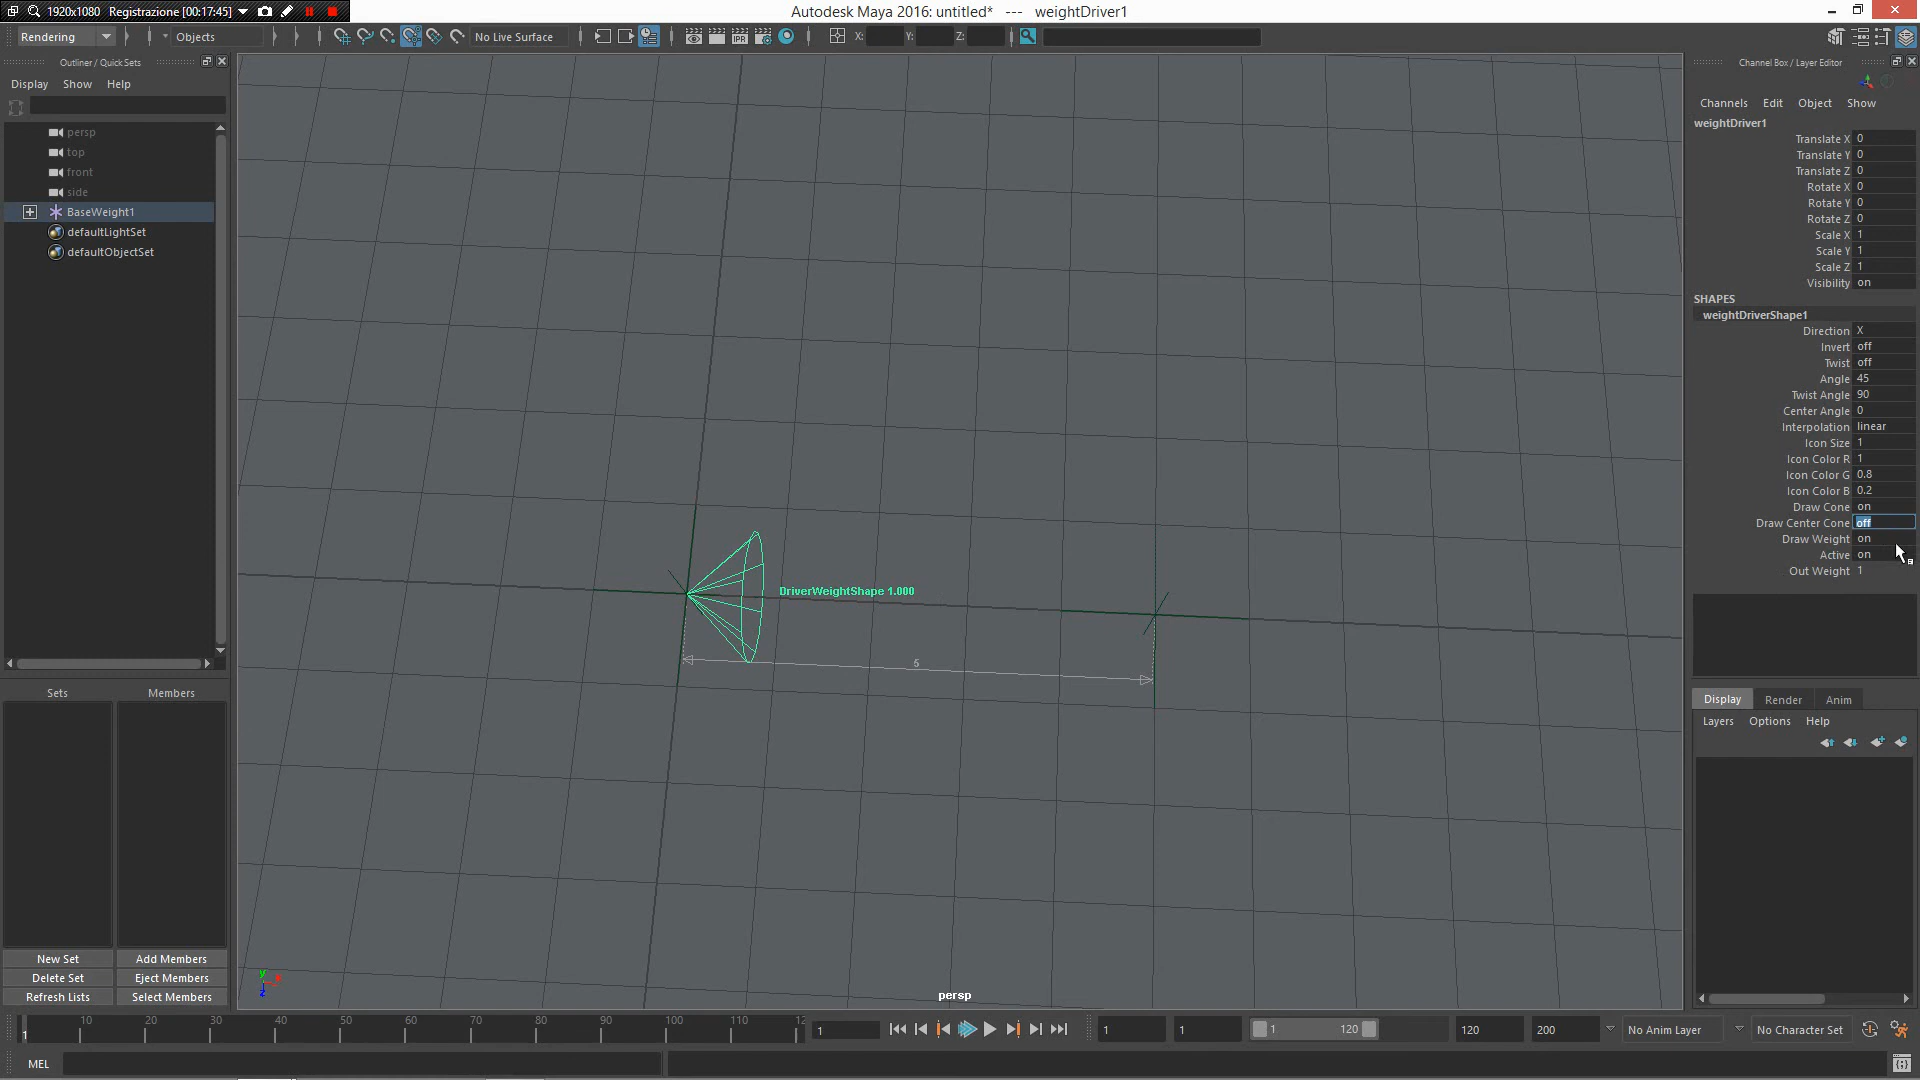 1920x1080 Registrazione [00:17:45]
Autodesk Maya 2016: untitled* --- weightDriver1
Rendering Objects No Live Surface IPR X: Y: Z:
Outliner / Quick Sets
Display Show Help
persp
top
front
side
BaseWeight1
defaultLightSet
defaultObjectSet
Sets Members
New Set Add Members
Delete Set Eject Members
Refresh Lists Select Members
DriverWeightShape 1.000
5
y
z
persp
Channel Box / Layer Editor
Channels Edit Object Show
weightDriver1
Translate X 0
Translate Y 0
Translate Z 0
Rotate X 0
Rotate Y 0
Rotate Z 0
Scale X 1
Scale Y 1
Scale Z 1
Visibility on
SHAPES
weightDriverShape1
Direction X
Invert off
Twist off
Angle 45
Twist Angle 90
Center Angle 0
Interpolation linear
Icon Size 1
Icon Color R 1
Icon Color G 0.8
Icon Color B 0.2
Draw Cone on
Draw Center Cone off
Draw Weight on
Active on
Out Weight 1
Display Render Anim
Layers Options Help
1 10 20 30 40 50 60 70 80 90 100 110 12
1 1 1 1 120 120 200 No Anim Layer No Character Set
MEL